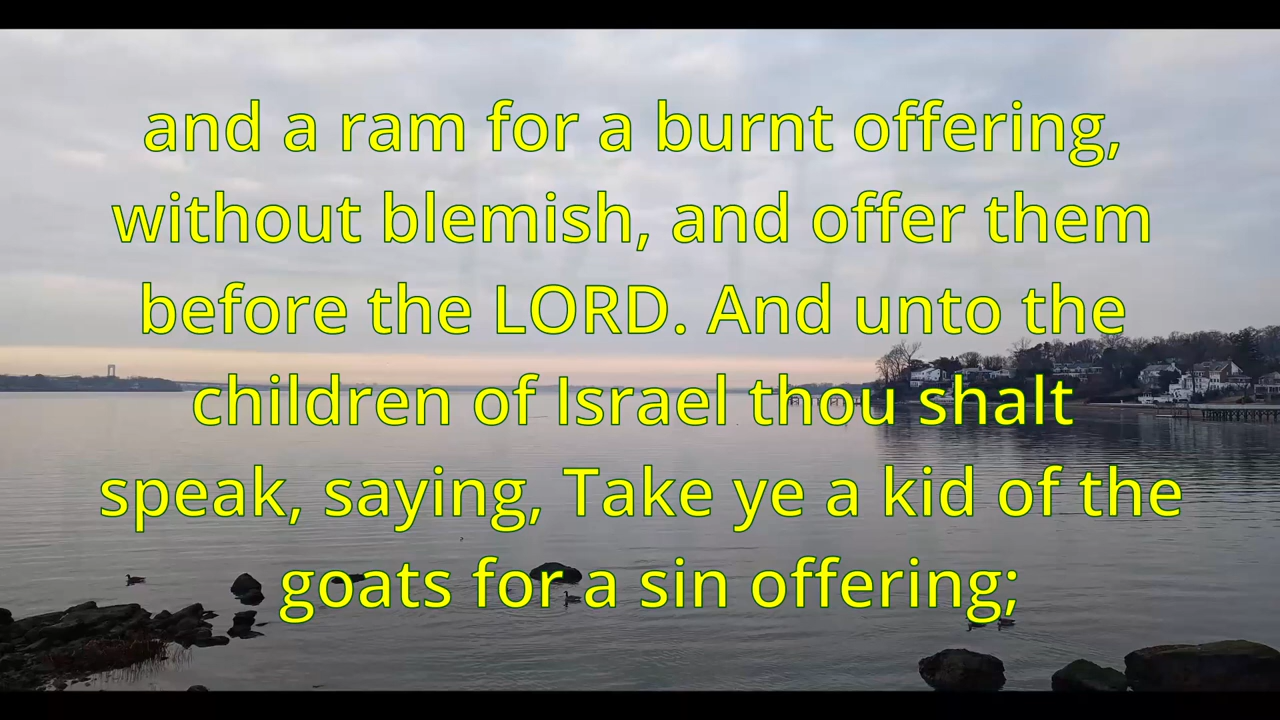 and a ram for a burnt offering,
without blemish, and offer them
before the LORD. And unto the
children of Israel thou shalt
speak, saying, Take ye a kid of the
goats for a sin offering;